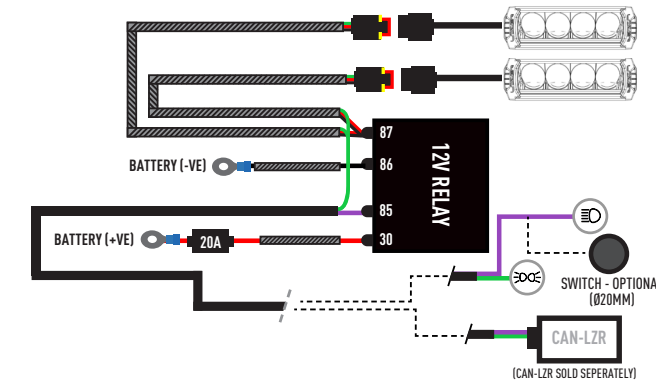 87
BATTERY (-VE)
86
12V RELAY
85
BATTERY (+VE)
20A
30
SWITCH - OPTIONA
(Ø20MM)
CAN-LZR
(CAN-LZR SOLD SEPERATELY)